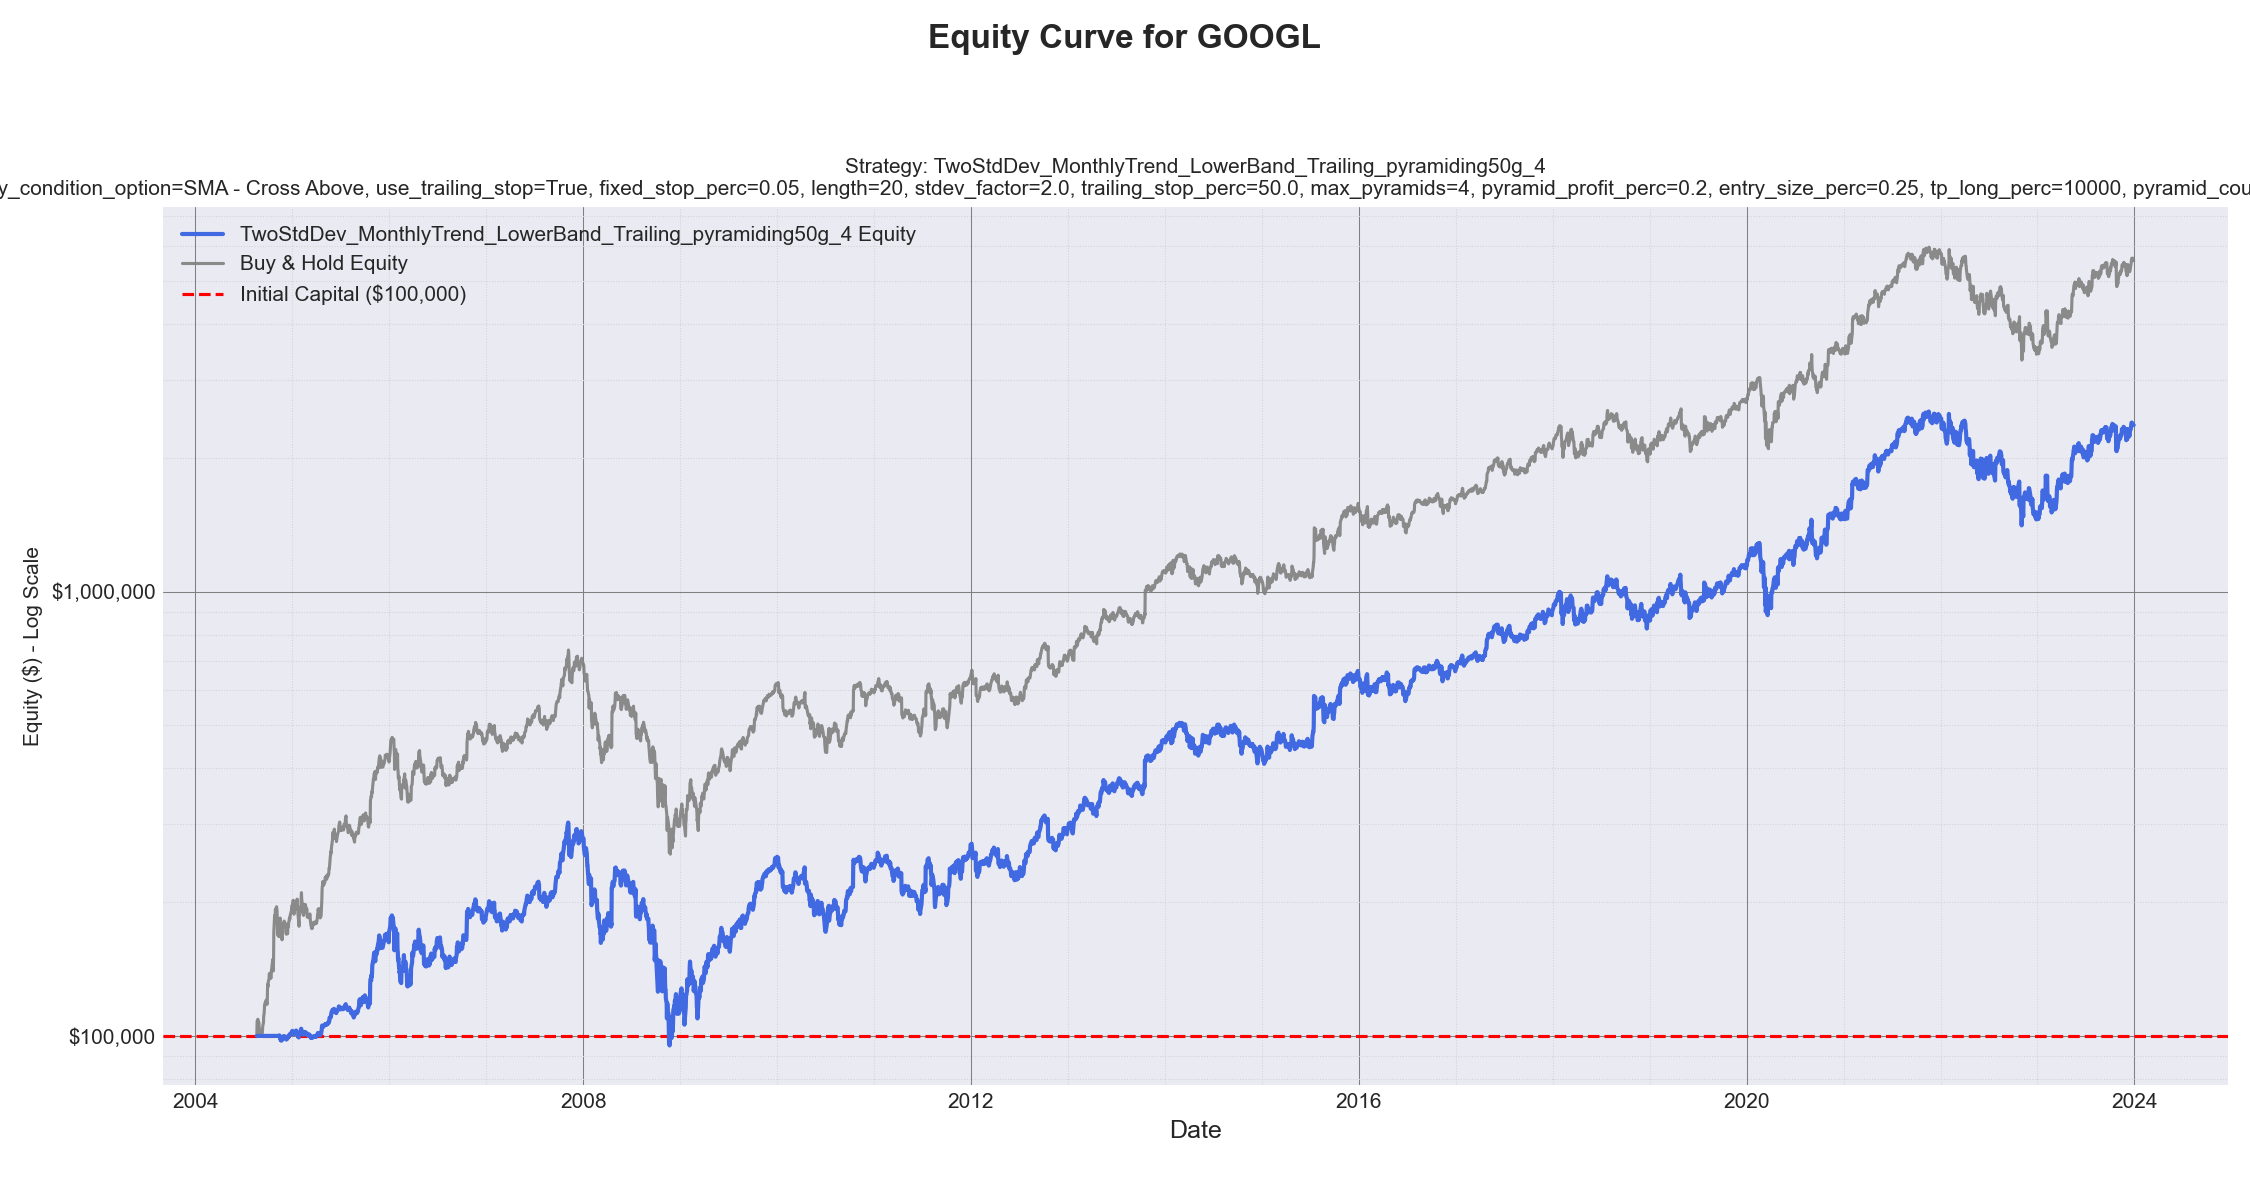 Equity Curve for GOOGL
Strategy: TwoStdDev_MonthlyTrend_LowerBand_Trailing_pyramiding50g_4
y_condition_option=SMA - Cross Above, use_trailing_stop=True, fixed_stop_perc=0.05, length=20, stdev_factor=2.0, trailing_stop_perc=50.0, max_pyramids=4, pyramid_profit_perc=0.2, entry_size_perc=0.25, tp_long_perc=10000, pyramid_cou
TwoStdDev_MonthlyTrend_LowerBand_Trailing_pyramiding50g_4 Equity
Buy & Hold Equity
Initial Capital ($100,000)
Equity ($) - Log Scale
$1,000,000
$100,000
2004 2008 2012 2016 2020 2024
Date